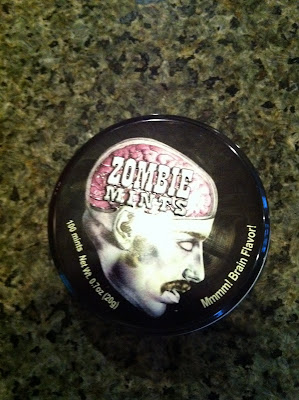 ZOMBIE
MINTS
100 mints Net Wt. 0.7oz (20g)
Mmmm! Brain Flavor!